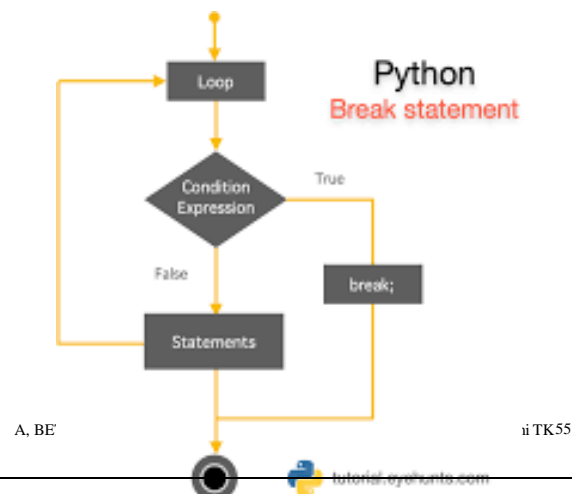 Python
Break statement
Loop
Condition
Expression
True
False
break;
Statements
A, BE
TK55
tutorial.eyehunts.com